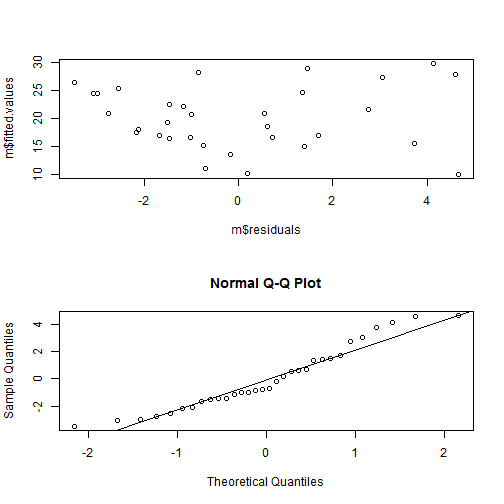 30
25
20
15
10
m$fitted.values
-2 0 2 4
m$residuals
Normal Q-Q Plot
4
2
0
-2
Sample Quantiles
-2 -1 0 1 2
Theoretical Quantiles